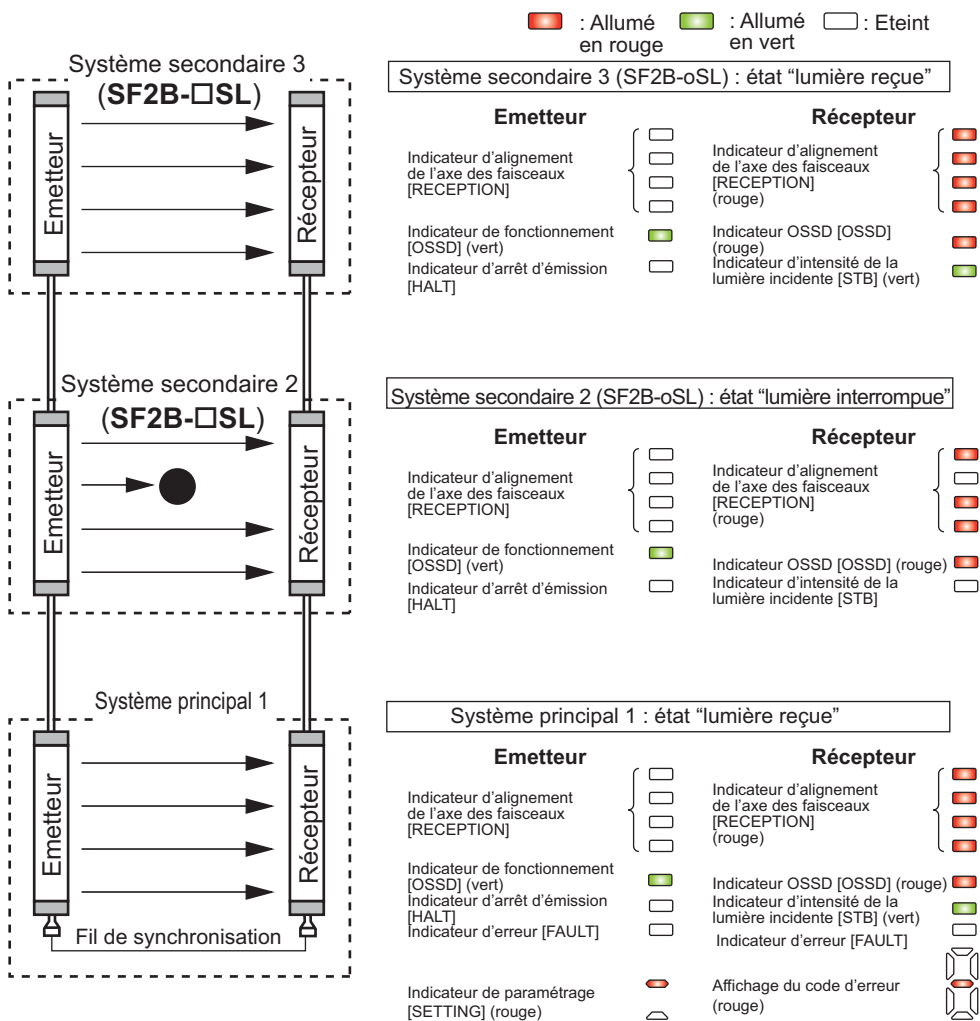 : Allumé
en rouge
: Allumé
en vert
: Eteint
Système secondaire 3
(SF2B-□SL)
Emetteur
Récepteur
Système secondaire 3 (SF2B-oSL) : état “lumière reçue”
Emetteur
Récepteur
Indicateur d’alignement
de l’axe des faisceaux
[RECEPTION]
Indicateur de fonctionnement
[OSSD] (vert)
Indicateur d’arrêt d’émission
[HALT]
Indicateur d’alignement
de l’axe des faisceaux
[RECEPTION]
(rouge)
Indicateur OSSD [OSSD]
(rouge)
Indicateur d’intensité de la
lumière incidente [STB] (vert)
Système secondaire 2
(SF2B-□SL)
Emetteur
Récepteur
Système secondaire 2 (SF2B-oSL) : état “lumière interrompue”
Emetteur
Récepteur
Indicateur d’alignement
de l’axe des faisceaux
[RECEPTION]
Indicateur de fonctionnement
[OSSD] (vert)
Indicateur d’arrêt d’émission
[HALT]
Indicateur d’alignement
de l’axe des faisceaux
[RECEPTION]
(rouge)
Indicateur OSSD [OSSD] (rouge)
Indicateur d’intensité de la
lumière incidente [STB]
Système principal 1
Emetteur
Récepteur
Fil de synchronisation
Système principal 1 : état “lumière reçue”
Emetteur
Récepteur
Indicateur d’alignement
de l’axe des faisceaux
[RECEPTION]
Indicateur de fonctionnement
[OSSD] (vert)
Indicateur d’arrêt d’émission
[HALT]
Indicateur d’erreur [FAULT]
Indicateur de paramétrage
[SETTING] (rouge)
Indicateur d’alignement
de l’axe des faisceaux
[RECEPTION]
(rouge)
Indicateur OSSD [OSSD] (rouge)
Indicateur d’intensité de la
lumière incidente [STB] (vert)
Indicateur d’erreur [FAULT]
Affichage du code d’erreur
(rouge)